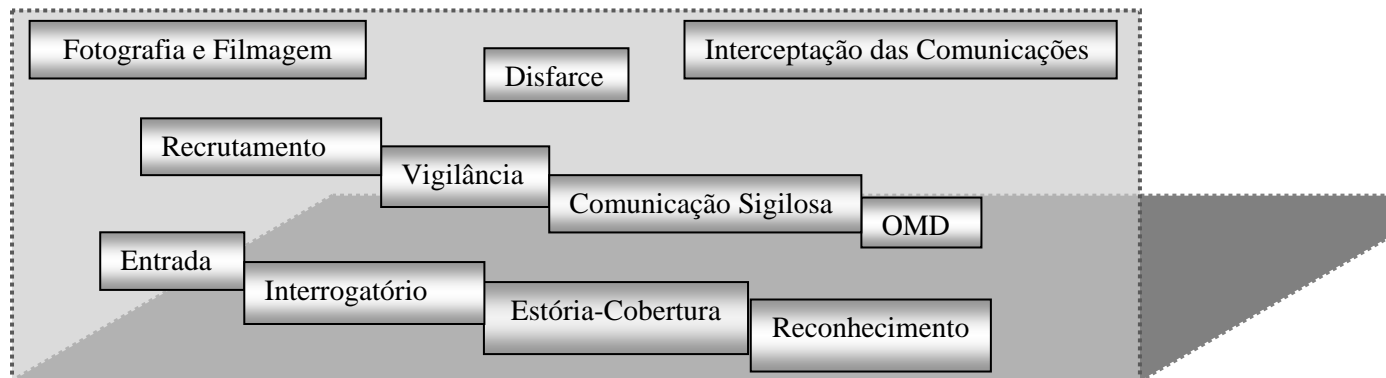 Fotografia e Filmagem
Disfarce
Interceptação das Comunicações
Recrutamento
Vigilância
Comunicação Sigilosa
OMD
Entrada
Interrogatório
Estória-Cobertura
Reconhecimento